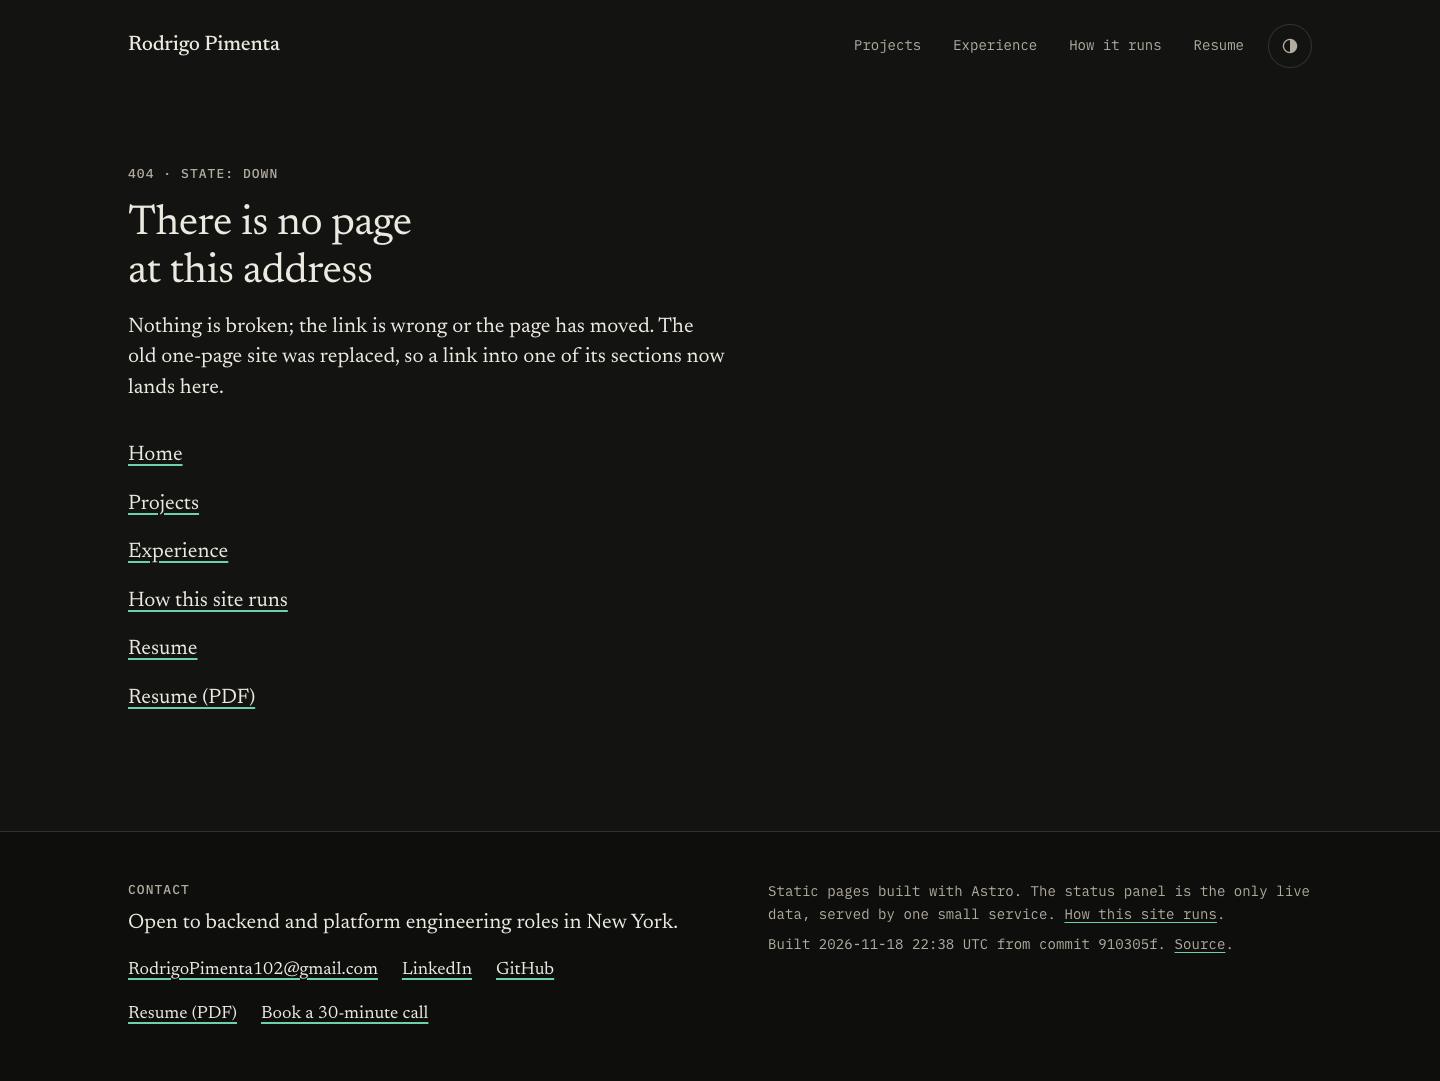 Rodrigo Pimenta
Projects Experience How it runs Resume
404 · STATE: DOWN
There is no page
at this address
Nothing is broken; the link is wrong or the page has moved. The
old one-page site was replaced, so a link into one of its sections now
lands here.
Home
Projects
Experience
How this site runs
Resume
Resume (PDF)
CONTACT
Open to backend and platform engineering roles in New York.
RodrigoPimenta102@gmail.com LinkedIn GitHub
Resume (PDF) Book a 30-minute call
Static pages built with Astro. The status panel is the only live
data, served by one small service. How this site runs.
Built 2026-11-18 22:38 UTC from commit 910305f. Source.